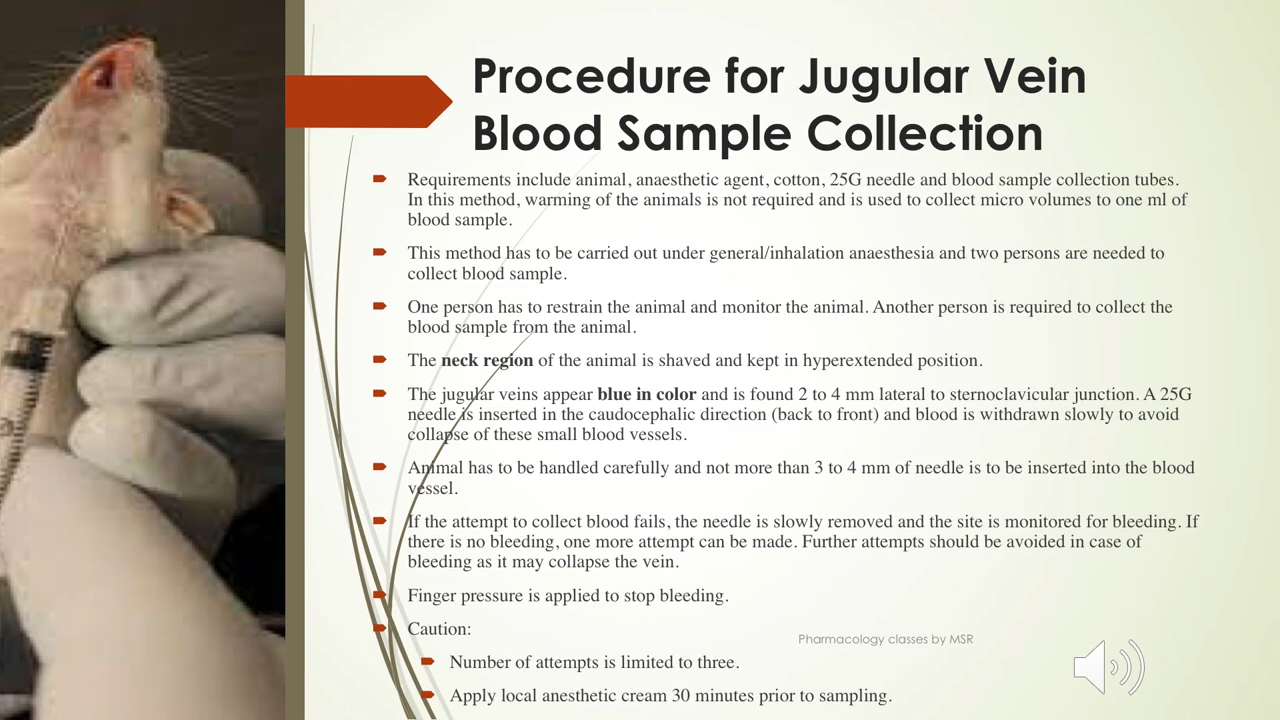 Procedure for Jugular Vein
Blood Sample Collection
Requirements include animal, anaesthetic agent, cotton, 25G needle and blood sample collection tubes.
In this method, warming of the animals is not required and is used to collect micro volumes to one ml of
blood sample.
This method has to be carried out under general/inhalation anaesthesia and two persons are needed to
collect blood sample.
One person has to restrain the animal and monitor the animal. Another person is required to collect the
blood sample from the animal.
The neck region of the animal is shaved and kept in hyperextended position.
The jugular veins appear blue in color and is found 2 to 4 mm lateral to sternoclavicular junction. A 25G
needle is inserted in the caudocephalic direction (back to front) and blood is withdrawn slowly to avoid
collapse of these small blood vessels.
Animal has to be handled carefully and not more than 3 to 4 mm of needle is to be inserted into the blood
vessel.
If the attempt to collect blood fails, the needle is slowly removed and the site is monitored for bleeding. If
there is no bleeding, one more attempt can be made. Further attempts should be avoided in case of
bleeding as it may collapse the vein.
Finger pressure is applied to stop bleeding.
Caution:
Pharmacology classes by MSR
Number of attempts is limited to three.
Apply local anesthetic cream 30 minutes prior to sampling.